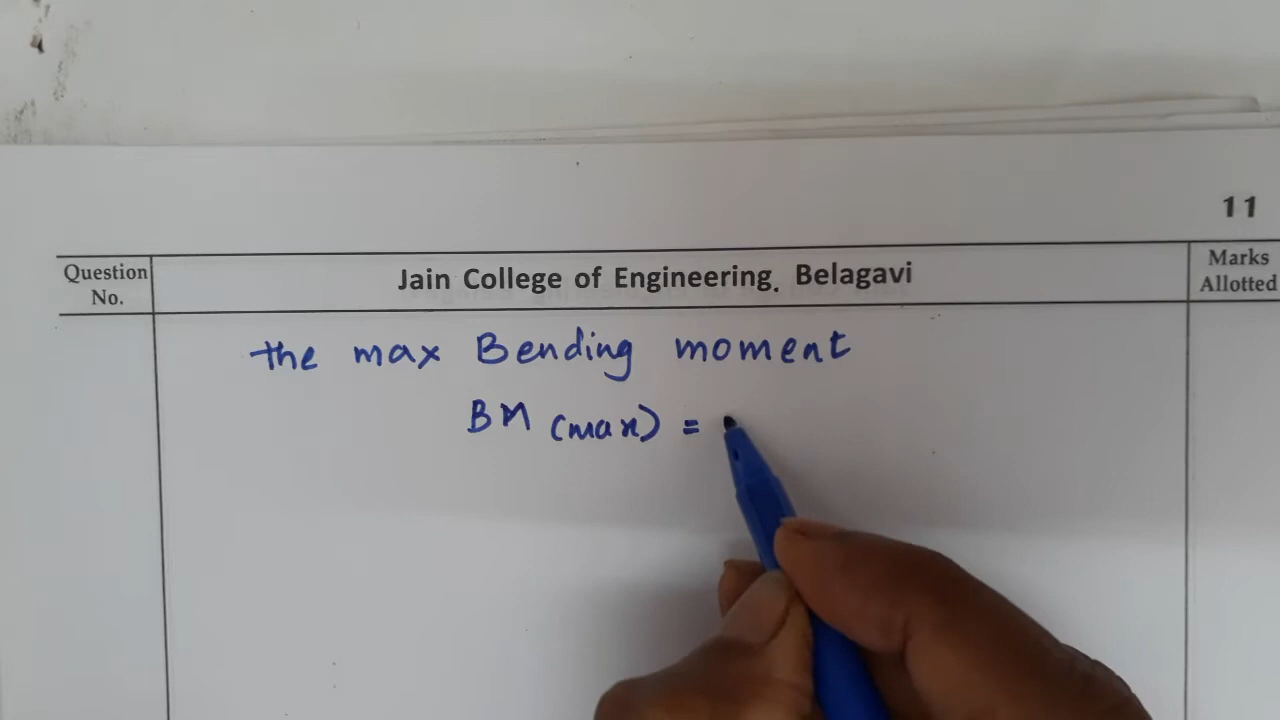 11
Question No.
Jain College of Engineering, Belagavi
Marks Allotted
the max Bending moment
BM (max) =